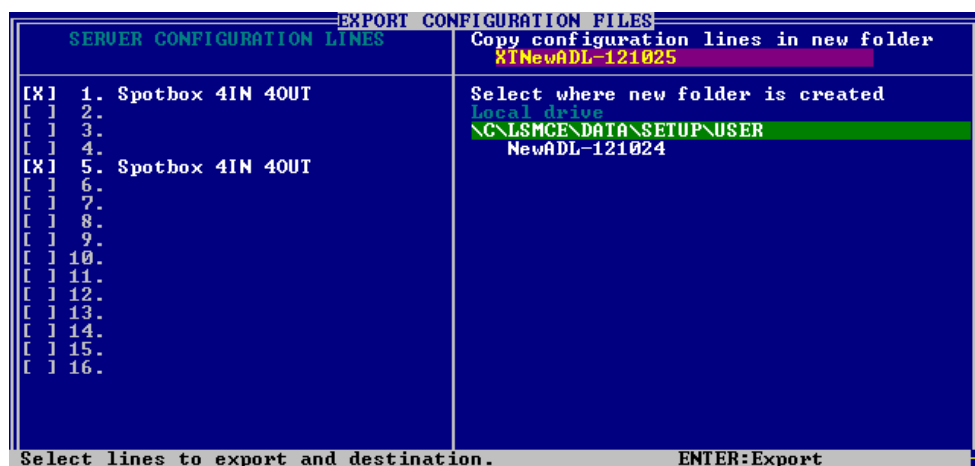 EXPORT CONFIGURATION FILES
SERVER CONFIGURATION LINES
[X] 1. Spotbox 4IN 4OUT
[ ] 2.
[ ] 3.
[ ] 4.
[X] 5. Spotbox 4IN 4OUT
[ ] 6.
[ ] 7.
[ ] 8.
[ ] 9.
[ ] 10.
[ ] 11.
[ ] 12.
[ ] 13.
[ ] 14.
[ ] 15.
[ ] 16.
Copy configuration lines in new folder
XTNewADL-121025
Select where new folder is created
Local drive
\C\LSMCE\DATA\SETUP\USER
NewADL-121024
Select lines to export and destination.
ENTER:Export